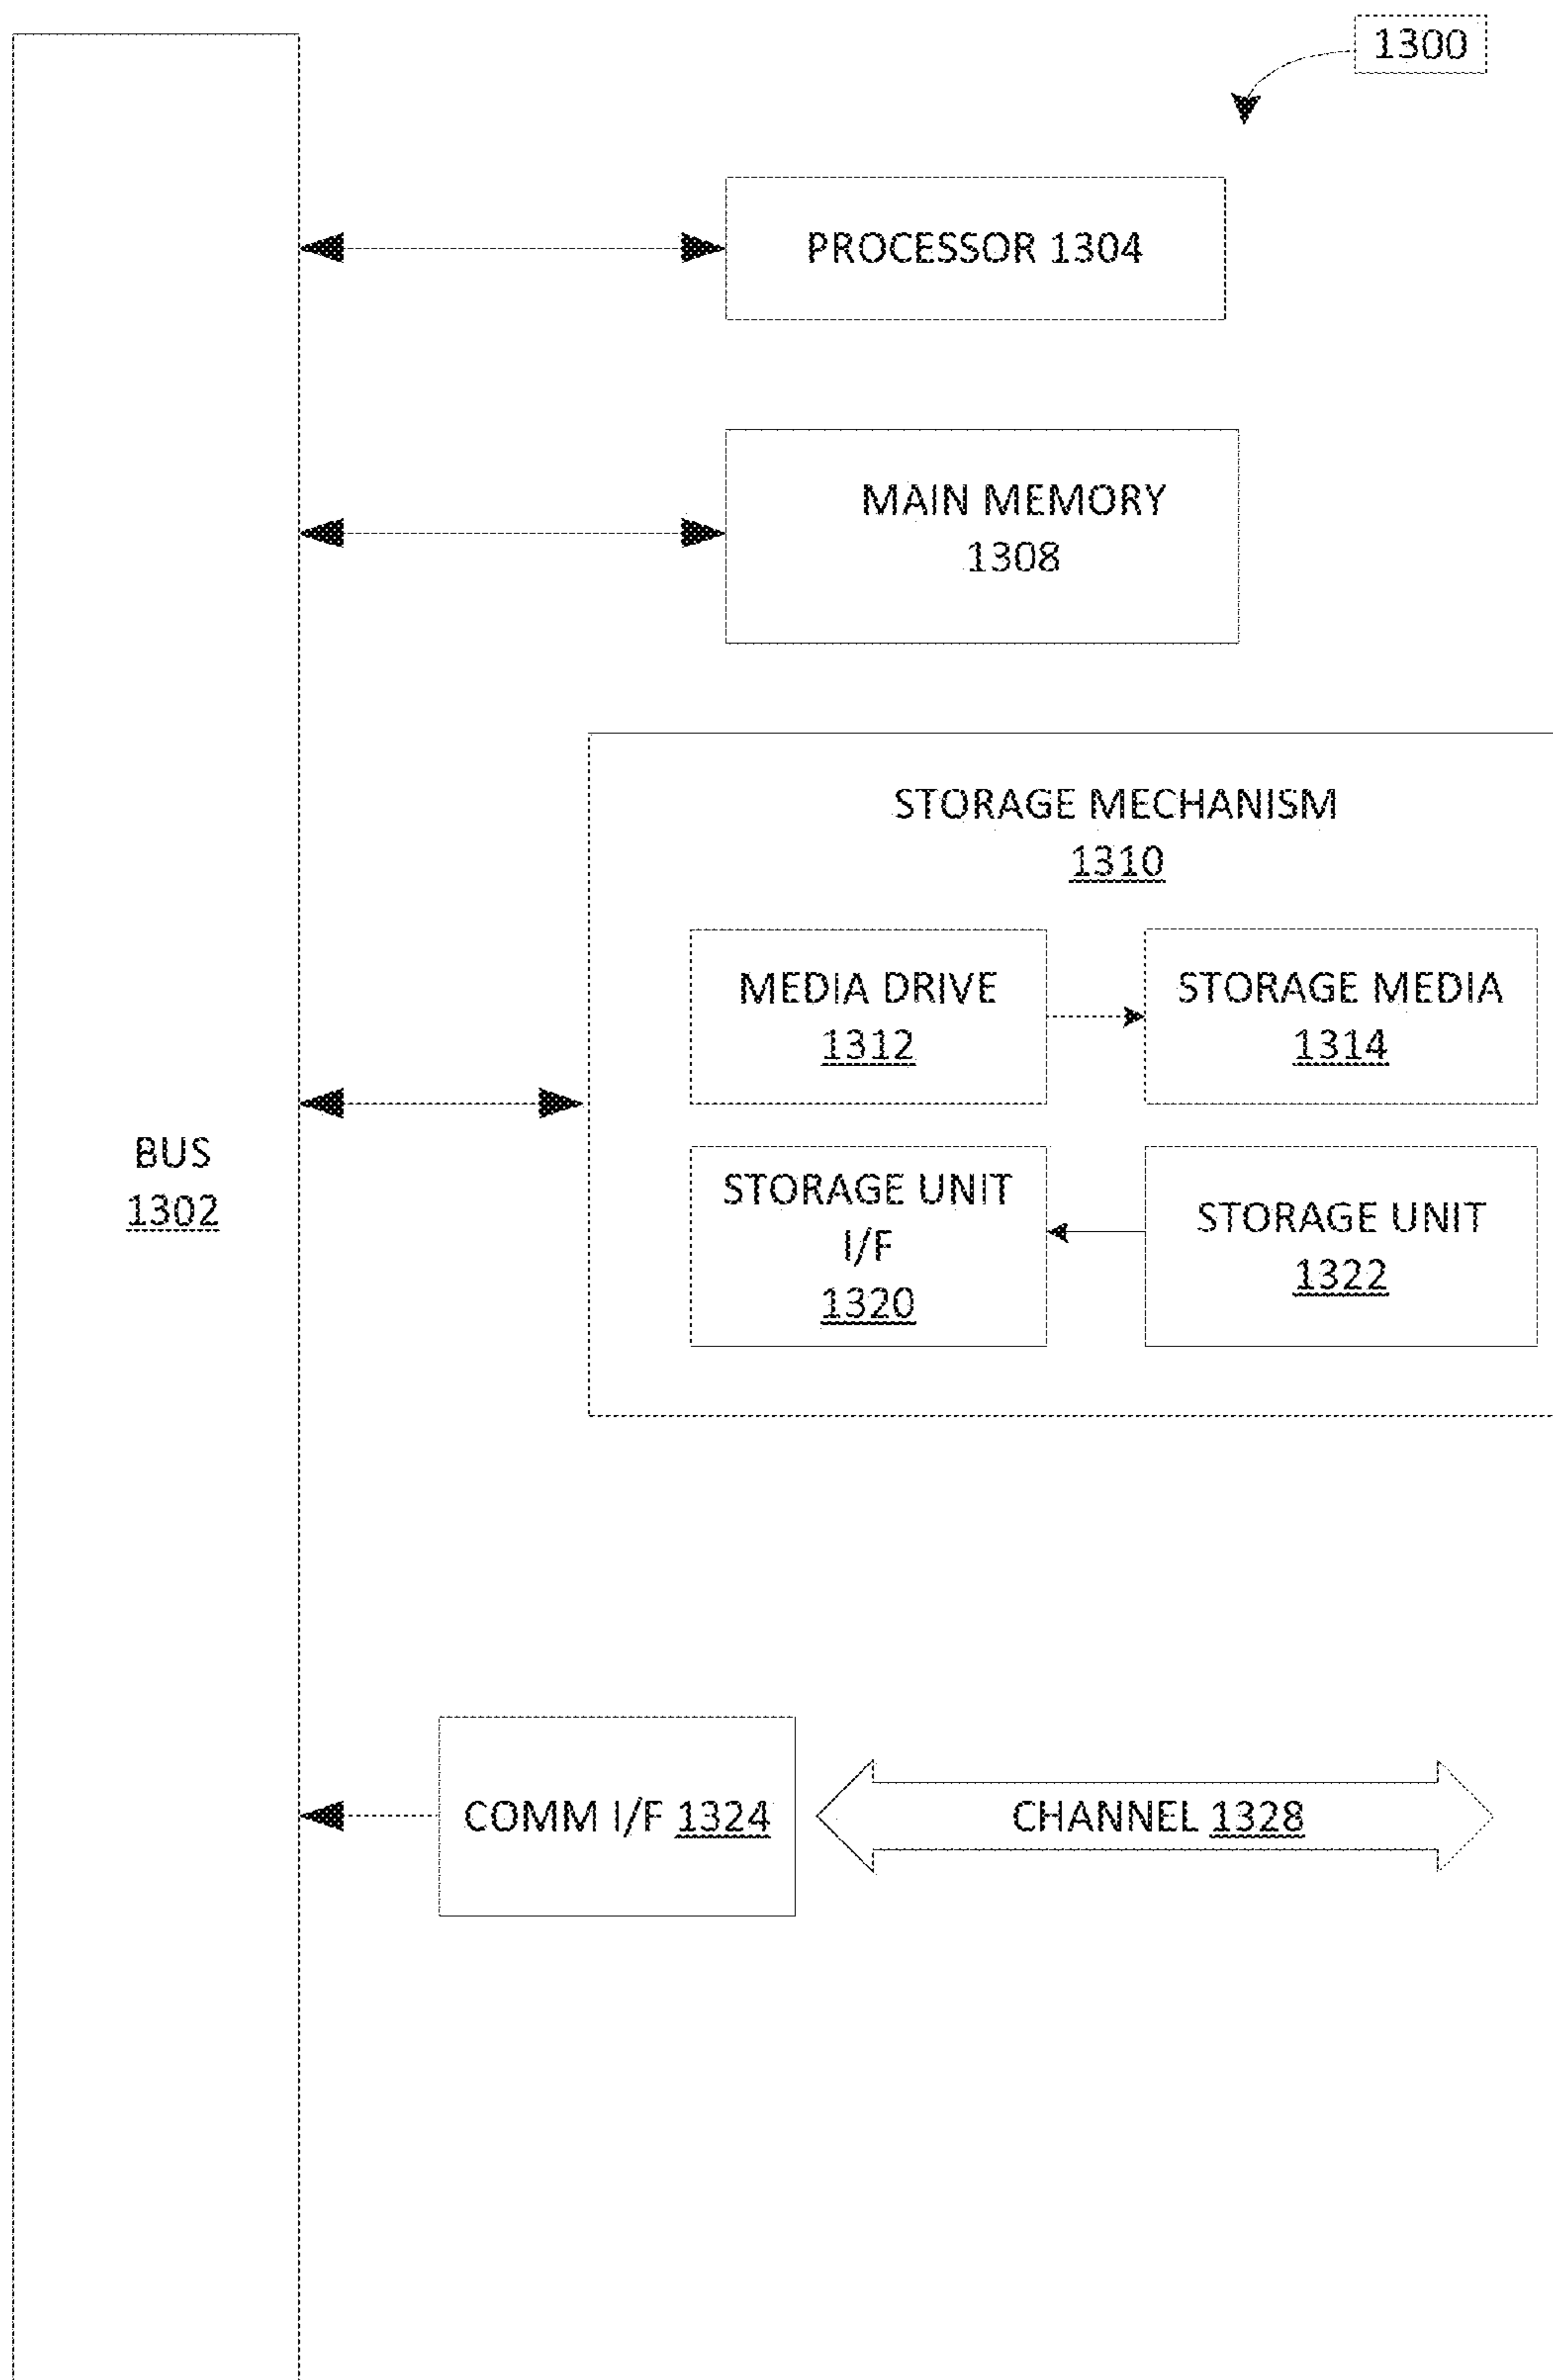 1300
PROCESSOR 1304
MAIN MEMORY
1308
STORAGE MECHANISM
1310
MEDIA DRIVE
1312
STORAGE MEDIA
1314
BUS
1302
STORAGE UNIT
I/F
1320
STORAGE UNIT
1322
COMM I/F 1324
CHANNEL 1328